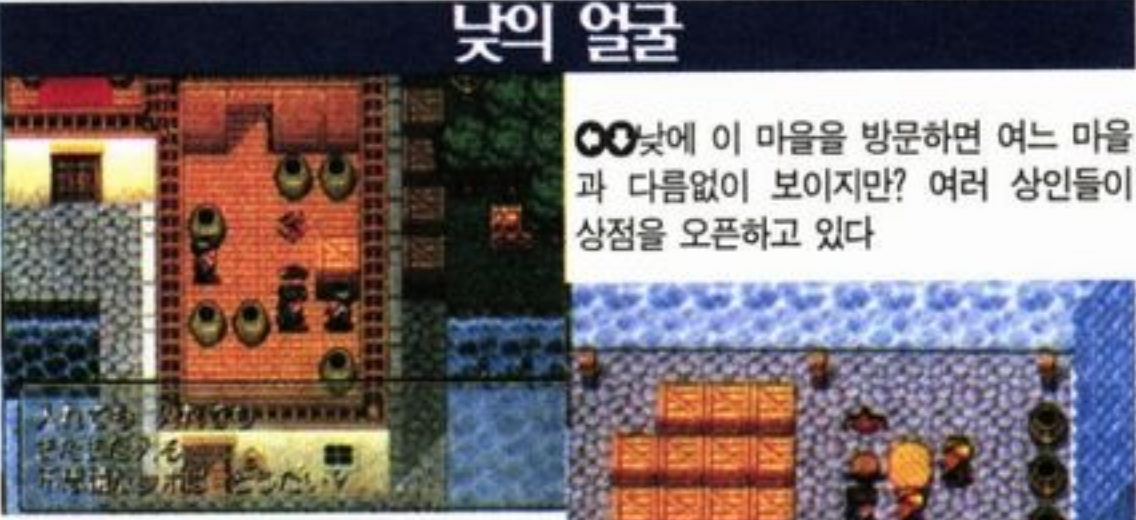 낮의 얼굴
낮에 이 마을을 방문하면 여느 마을
과 다름없이 보이지만? 여러 상인들이
상점을 오픈하고 있다